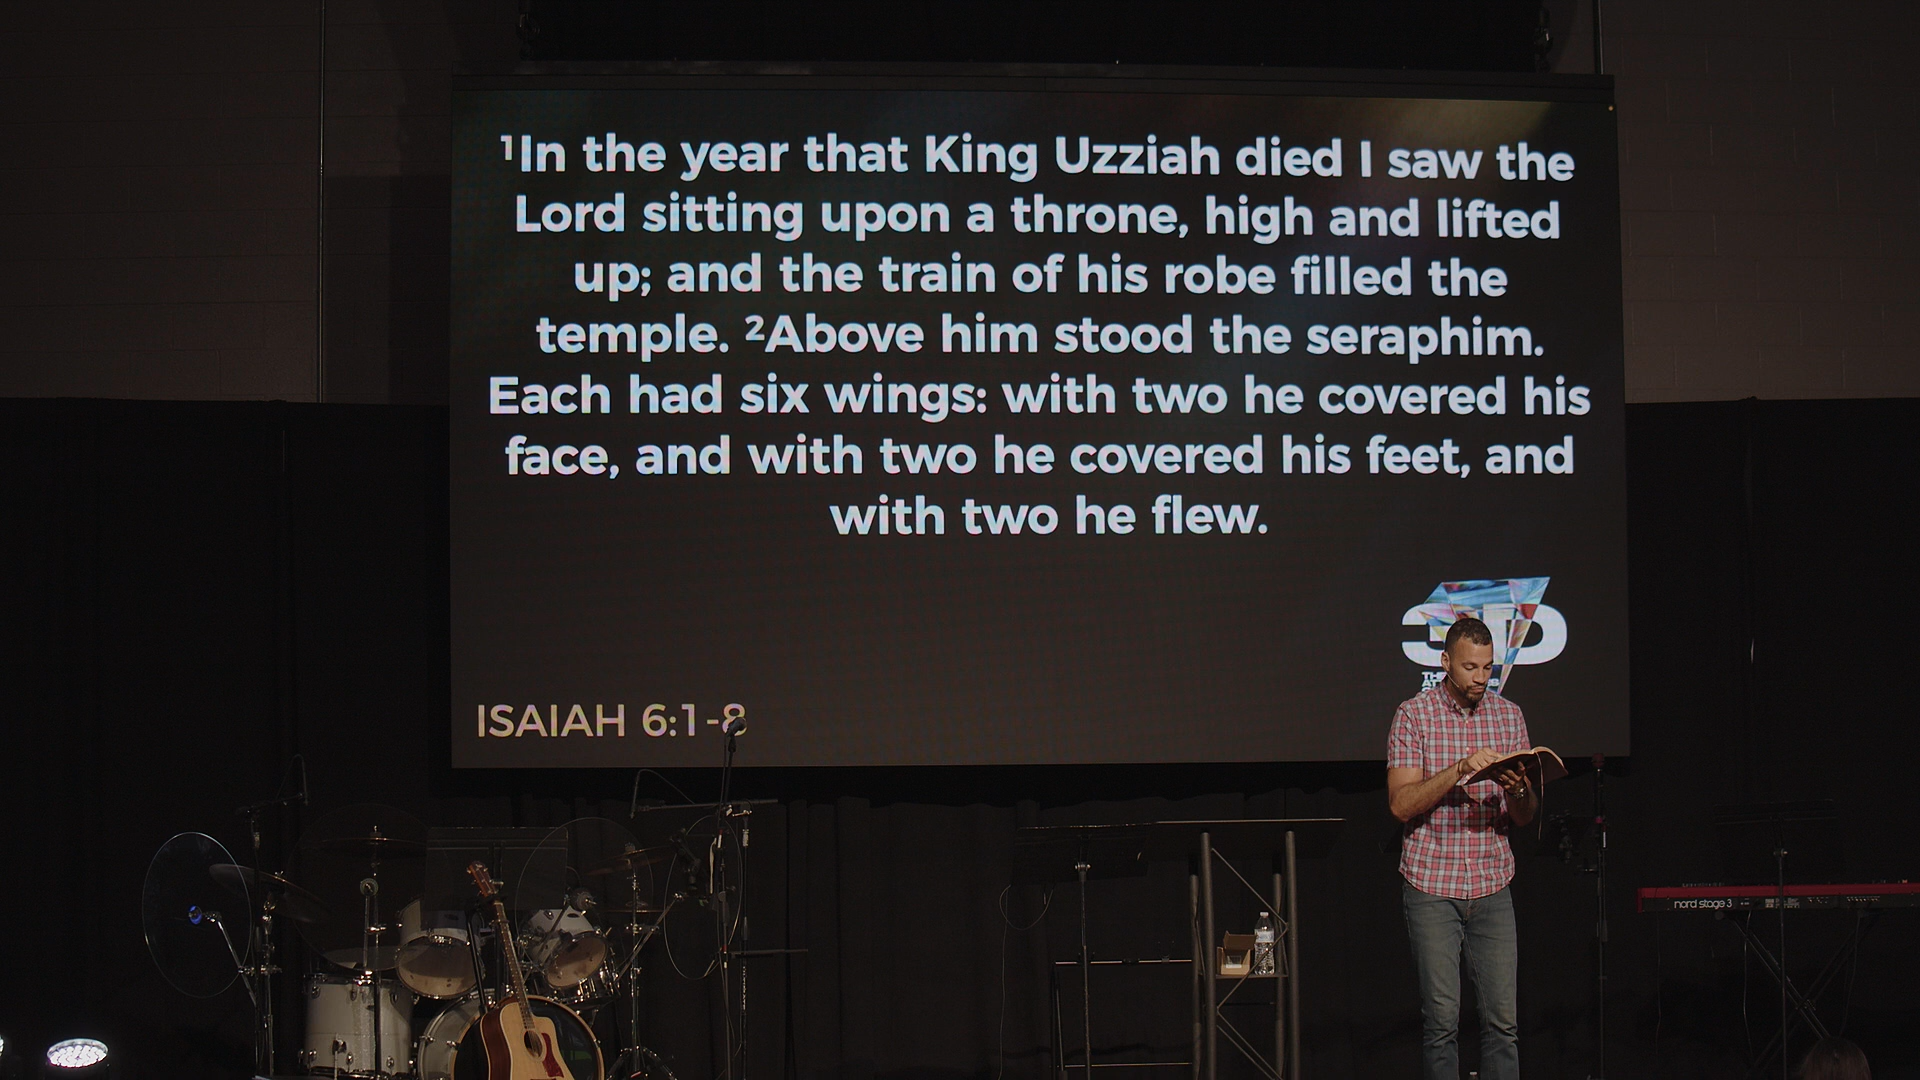 ¹In the year that King Uzziah died I saw the
Lord sitting upon a throne, high and lifted
up; and the train of his robe filled the
temple. ²Above him stood the seraphim.
Each had six wings: with two he covered his
face, and with two he covered his feet, and
with two he flew.
3D
ISAIAH 6:1-8
nord stage 3